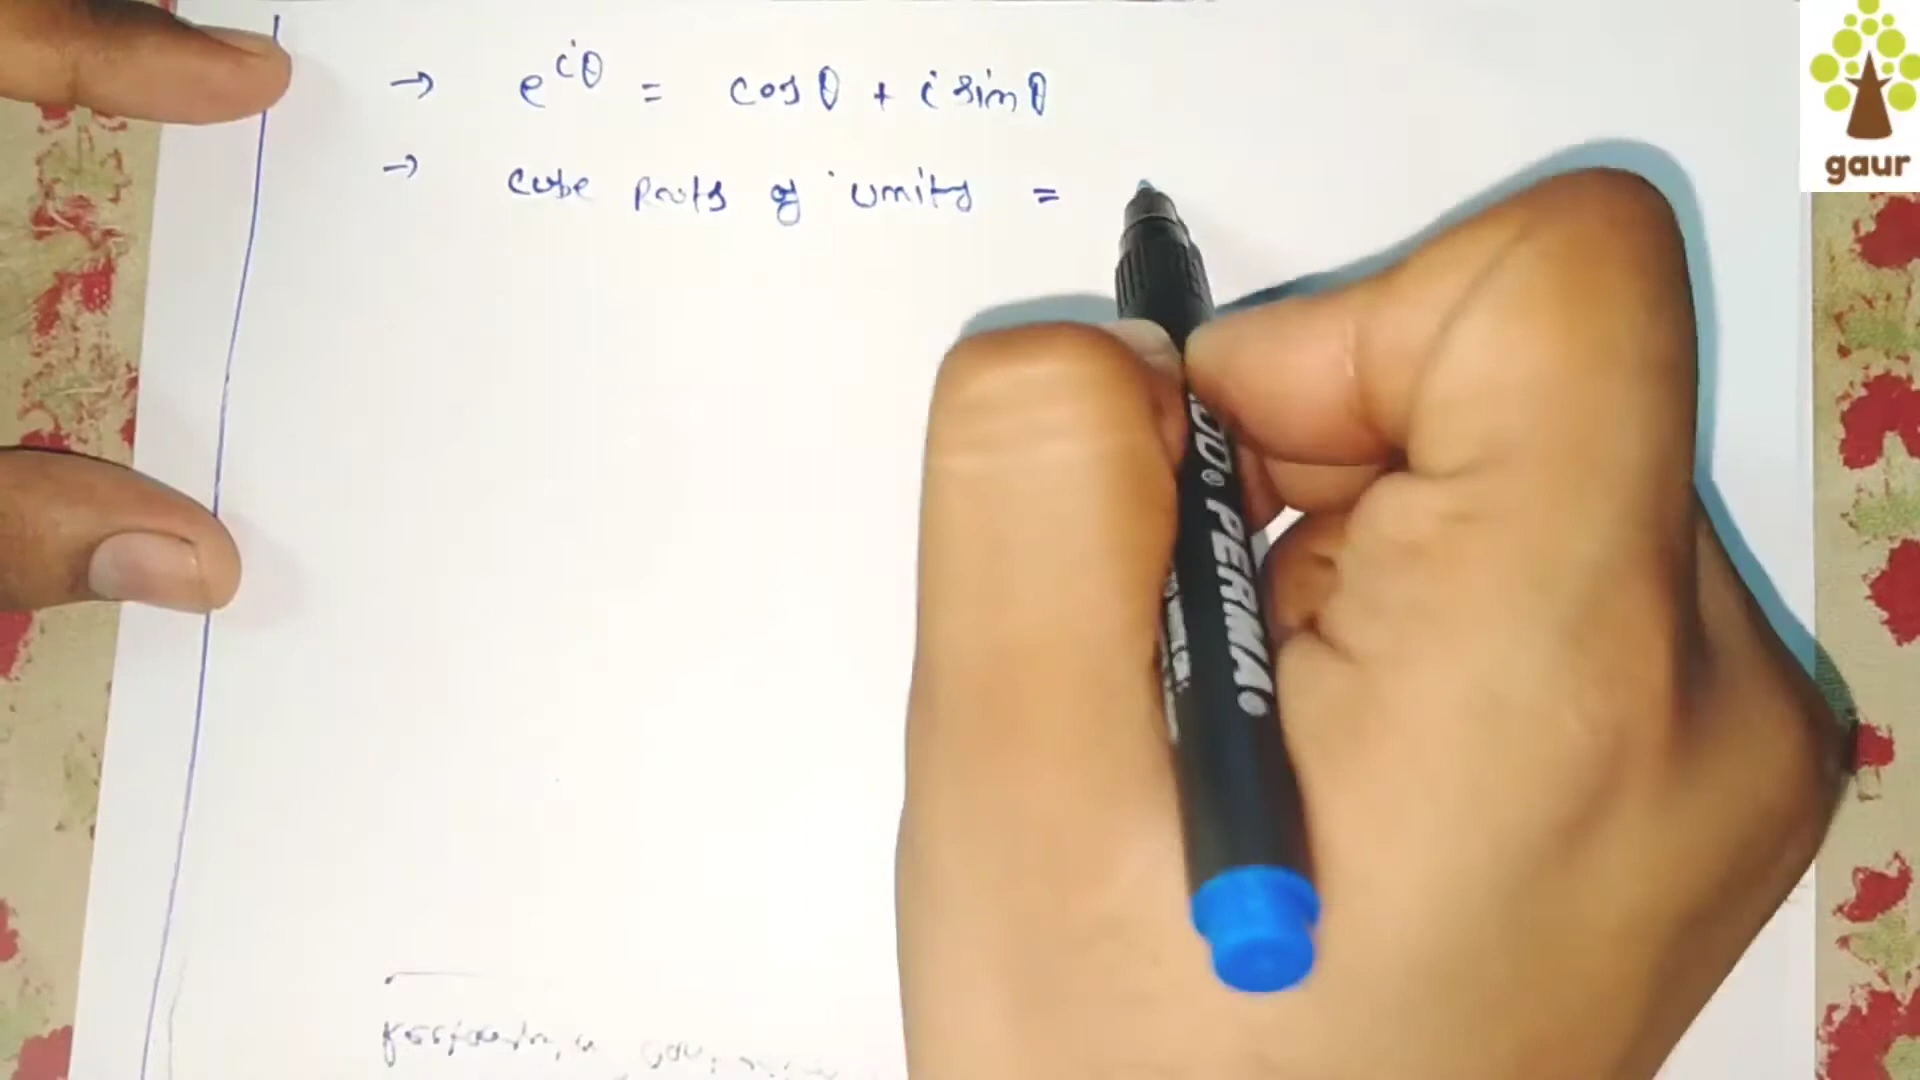 → e^{iθ} = cosθ + i sinθ
→ cube roots of unity =
gaur
PERMA